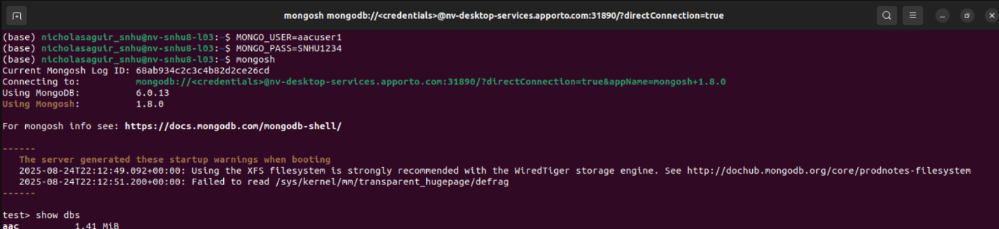 mongosh mongodb://<credentials>@nv-desktop-services.apporto.com:31890/?directConnection=true
(base) nicholasaguir_snhu@nv-snhu8-l03:~$ MONGO_USER=aacuser1
(base) nicholasaguir_snhu@nv-snhu8-l03:~$ MONGO_PASS=SNHU1234
(base) nicholasaguir_snhu@nv-snhu8-l03:~$ mongosh
Current Mongosh Log ID: 68ab934c2c3c4b82d2ce26cd
Connecting to: mongodb://<credentials>@nv-desktop-services.apporto.com:31890/?directConnection=true&appName=mongosh+1.8.0
Using MongoDB: 6.0.13
Using Mongosh: 1.8.0
For mongosh info see: https://docs.mongodb.com/mongodb-shell/
------
The server generated these startup warnings when booting
2025-08-24T22:12:49.092+00:00: Using the XFS filesystem is strongly recommended with the WiredTiger storage engine. See http://dochub.mongodb.org/core/prodnotes-filesystem
2025-08-24T22:12:51.200+00:00: Failed to read /sys/kernel/mm/transparent_hugepage/defrag
------
test> show dbs
aac 1.41 MiB